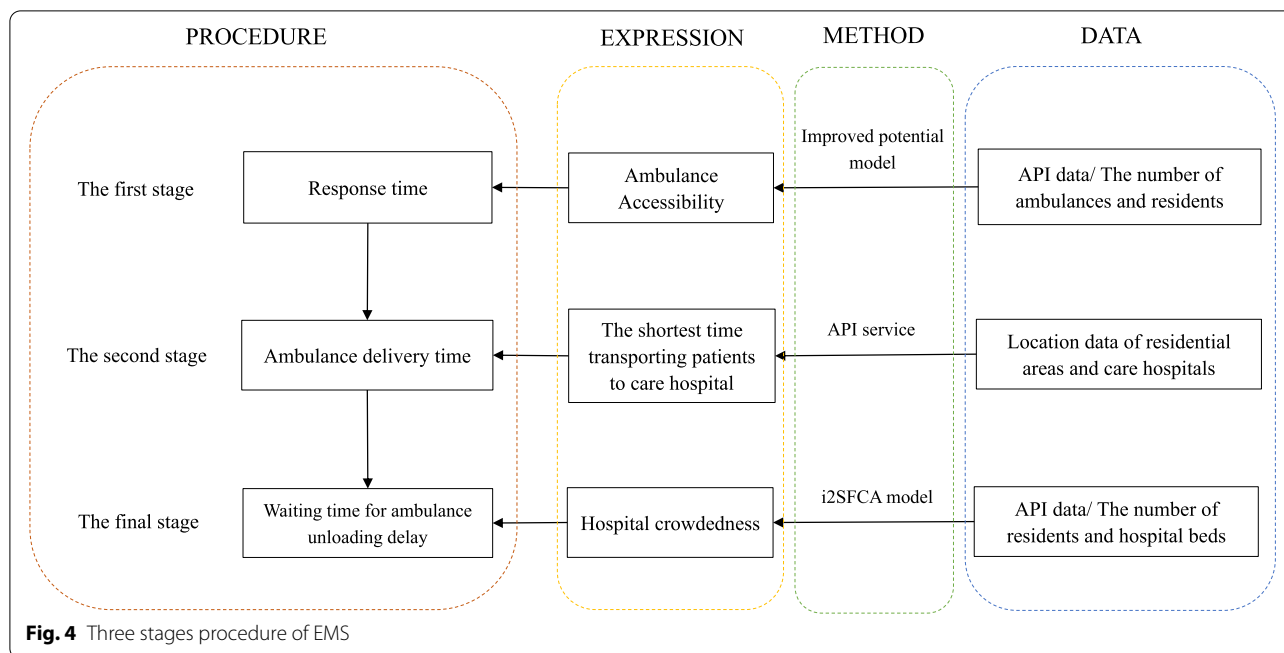 PROCEDURE
EXPRESSION
METHOD
DATA
The first stage
Response time
Ambulance
Accessibility
Improved potential
model
API data/ The number of
ambulances and residents
The second stage
Ambulance delivery time
The shortest time
transporting patients
to care hospital
API service
Location data of residential
areas and care hospitals
The final stage
Waiting time for ambulance
unloading delay
Hospital crowdedness
i2SFCA model
API data/ The number of
residents and hospital beds
Fig. 4 Three stages procedure of EMS